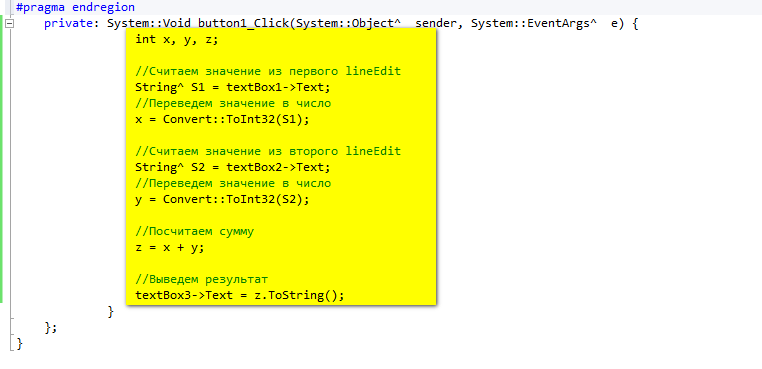 #pragma endregion
private: System::Void button1_Click(System::Object^  sender, System::EventArgs^  e) {
int x, y, z;
//Считаем значение из первого lineEdit
String^ S1 = textBox1->Text;
//Переведем значение в число
x = Convert::ToInt32(S1);
//Считаем значение из второго lineEdit
String^ S2 = textBox2->Text;
//Переведем значение в число
y = Convert::ToInt32(S2);
//Посчитаем сумму
z = x + y;
//Выведем результат
textBox3->Text = z.ToString();
}
};
}